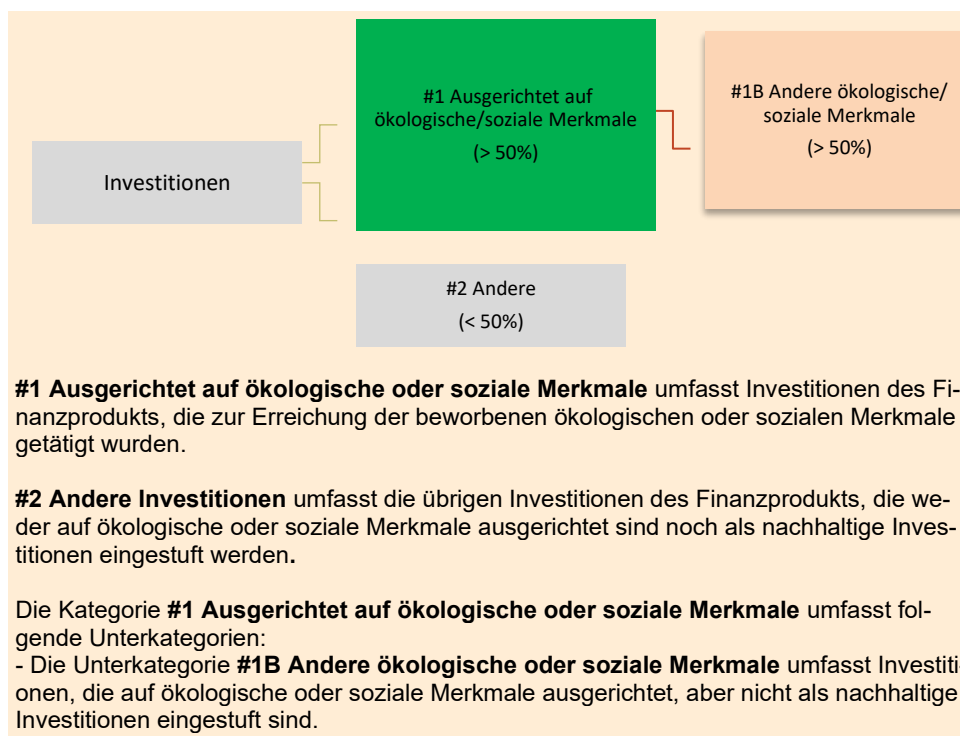 #1 Ausgerichtet auf
ökologische/soziale Merkmale
(> 50%)
#1B Andere ökologische/
soziale Merkmale
(> 50%)
Investitionen
#2 Andere
(< 50%)
#1 Ausgerichtet auf ökologische oder soziale Merkmale umfasst Investitionen des Fi-
nanzprodukts, die zur Erreichung der beworbenen ökologischen oder sozialen Merkmale
getätigt wurden.
#2 Andere Investitionen umfasst die übrigen Investitionen des Finanzprodukts, die we-
der auf ökologische oder soziale Merkmale ausgerichtet sind noch als nachhaltige Inves-
titionen eingestuft werden.
Die Kategorie #1 Ausgerichtet auf ökologische oder soziale Merkmale umfasst fol-
gende Unterkategorien:
- Die Unterkategorie #1B Andere ökologische oder soziale Merkmale umfasst Investiti-
onen, die auf ökologische oder soziale Merkmale ausgerichtet, aber nicht als nachhaltige
Investitionen eingestuft sind.